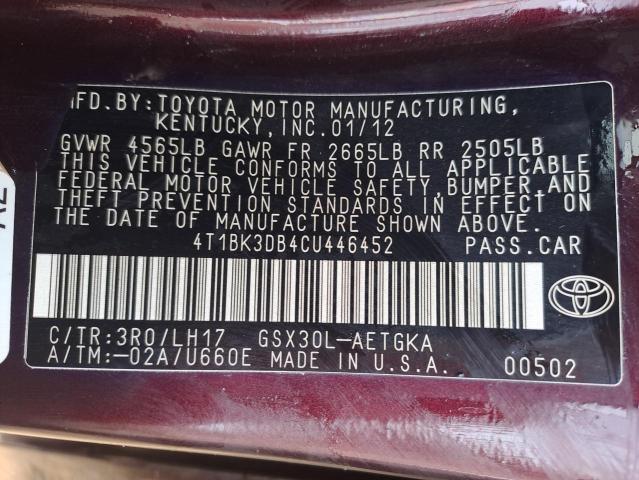 MFD. BY: TOYOTA MOTOR MANUFACTURING,
KENTUCKY, INC. 01/12
GVWR 4565LB GAWR FR 2665LB RR 2505LB
THIS VEHICLE CONFORMS TO ALL APPLICABLE
FEDERAL MOTOR VEHICLE SAFETY, BUMPER, AND
THEFT PREVENTION STANDARDS IN EFFECT ON
THE DATE OF MANUFACTURE SHOWN ABOVE.
4T1BK3DB4CU446452 PASS. CAR
C/TR: 3R0/LH17 GSX30L-AETGKA
A/TM: -02A/U660E MADE IN U.S.A. 00502